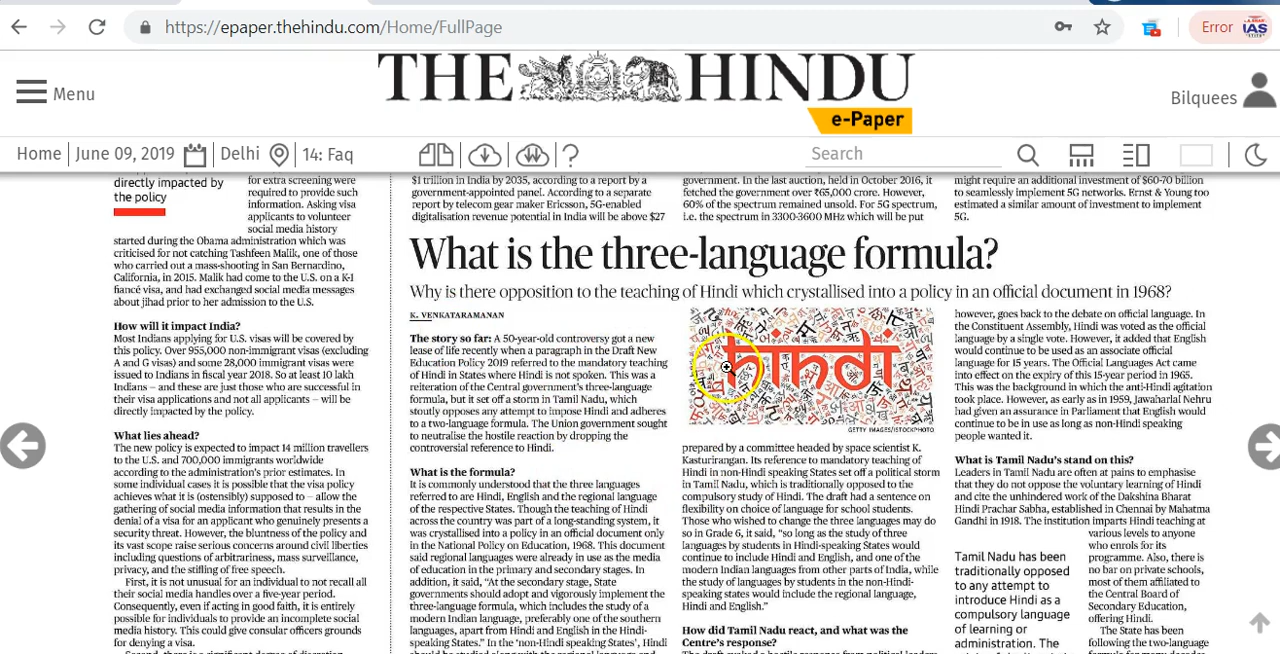 https://epaper.thehindu.com/Home/FullPage
Error
IAS
Menu
THE HINDU
e-Paper
Bilquees
Home
June 09, 2019
Delhi
14: Faq
?
Search
directly impacted by
the policy
for extra screening were
required to provide such
information. Asking visa
applicants to volunteer
social media history
started during the Obama administration which was
criticised for not catching Tashfeen Malik, one of those
who carried out a mass-shooting in San Bernardino,
California, in 2015. Malik had come to the U.S. on a K-1
fiancé visa, and had exchanged social media messages
about jihad prior to her admission to the U.S.
How will it impact India?
Most Indians applying for U.S. visas will be covered by
this policy. Over 955,000 non-immigrant visas (excluding
A and G visas) and some 28,000 immigrant visas were
issued to Indians in fiscal year 2018. So at least 10 lakh
Indians — and these are just those who are successful in
their visa applications and not all applicants — will be
directly impacted by the policy.
What lies ahead?
The new policy is expected to impact 14 million travellers
to the U.S. and 700,000 immigrants worldwide
according to the administration's prior estimates. In
some individual cases it is possible that the visa policy
achieves what it is (ostensibly) supposed to — allow the
gathering of social media information that results in the
denial of a visa for an applicant who genuinely presents a
security threat. However, the bluntness of the policy and
its vast scope raise serious concerns around civil liberties
including questions of arbitrariness, mass surveillance,
privacy, and the stifling of free speech.
First, it is not unusual for an individual to not recall all
their social media handles over a five-year period.
Consequently, even if acting in good faith, it is entirely
possible for individuals to provide an incomplete social
media history. This could give consular officers grounds
for denying a visa.
$1 trillion in India by 2035, according to a report by a
government-appointed panel. According to a separate
report by telecom gear maker Ericsson, 5G-enabled
digitalisation revenue potential in India will be above $27
government. In the last auction, held in October 2016, it
fetched the government over ₹65,000 crore. However,
60% of the spectrum remained unsold. For 5G spectrum,
i.e. the spectrum in 3300-3600 MHz which will be put
might require an additional investment of $60-70 billion
to seamlessly implement 5G networks. Ernst & Young too
estimated a similar amount of investment to implement
5G.
What is the three-language formula?
Why is there opposition to the teaching of Hindi which crystallised into a policy in an official document in 1968?
K. VENKATARAMANAN
The story so far: A 50-year-old controversy got a new
lease of life recently when a paragraph in the Draft New
Education Policy 2019 referred to the mandatory teaching
of Hindi in States where Hindi is not spoken. This was a
reiteration of the Central government's three-language
formula, but it set off a storm in Tamil Nadu, which
stoutly opposes any attempt to impose Hindi and adheres
to a two-language formula. The Union government sought
to neutralise the hostile reaction by dropping the
controversial reference to Hindi.
What is the formula?
It is commonly understood that the three languages
referred to are Hindi, English and the regional language
of the respective States. Though the teaching of Hindi
across the country was part of a long-standing system, it
was crystallised into a policy in an official document only
in the National Policy on Education, 1968. This document
said regional languages were already in use as the media
of education in the primary and secondary stages. In
addition, it said, "At the secondary stage, State
governments should adopt and vigorously implement the
three-language formula, which includes the study of a
modern Indian language, preferably one of the southern
languages, apart from Hindi and English in the Hindi-
speaking States." In the 'non-Hindi speaking States', Hindi
hindi
GETTY IMAGES/ISTOCKPHOTO
prepared by a committee headed by space scientist K.
Kasturirangan. Its reference to mandatory teaching of
Hindi in non-Hindi speaking States set off a political storm
in Tamil Nadu, which is traditionally opposed to the
compulsory study of Hindi. The draft had a sentence on
flexibility on choice of language for school students.
Those who wished to change the three languages may do
so in Grade 6, it said, "so long as the study of three
languages by students in Hindi-speaking States would
continue to include Hindi and English, and one of the
modern Indian languages from other parts of India, while
the study of languages by students in the non-Hindi-
speaking states would include the regional language,
Hindi and English."
How did Tamil Nadu react, and what was the
Centre's response?
however, goes back to the debate on official language. In
the Constituent Assembly, Hindi was voted as the official
language by a single vote. However, it added that English
would continue to be used as an associate official
language for 15 years. The Official Languages Act came
into effect on the expiry of this 15-year period in 1965.
This was the background in which the anti-Hindi agitation
took place. However, as early as in 1959, Jawaharlal Nehru
had given an assurance in Parliament that English would
continue to be in use as long as non-Hindi speaking
people wanted it.
What is Tamil Nadu's stand on this?
Leaders in Tamil Nadu are often at pains to emphasise
that they do not oppose the voluntary learning of Hindi
and cite the unhindered work of the Dakshina Bharat
Hindi Prachar Sabha, established in Chennai by Mahatma
Gandhi in 1918. The institution imparts Hindi teaching at
various levels to anyone
who enrols for its
programme. Also, there is
no bar on private schools,
most of them affiliated to
the Central Board of
Secondary Education,
offering Hindi.
The State has been
following the two-language
Tamil Nadu has been
traditionally opposed
to any attempt to
introduce Hindi as a
compulsory language
of learning or
administration. The